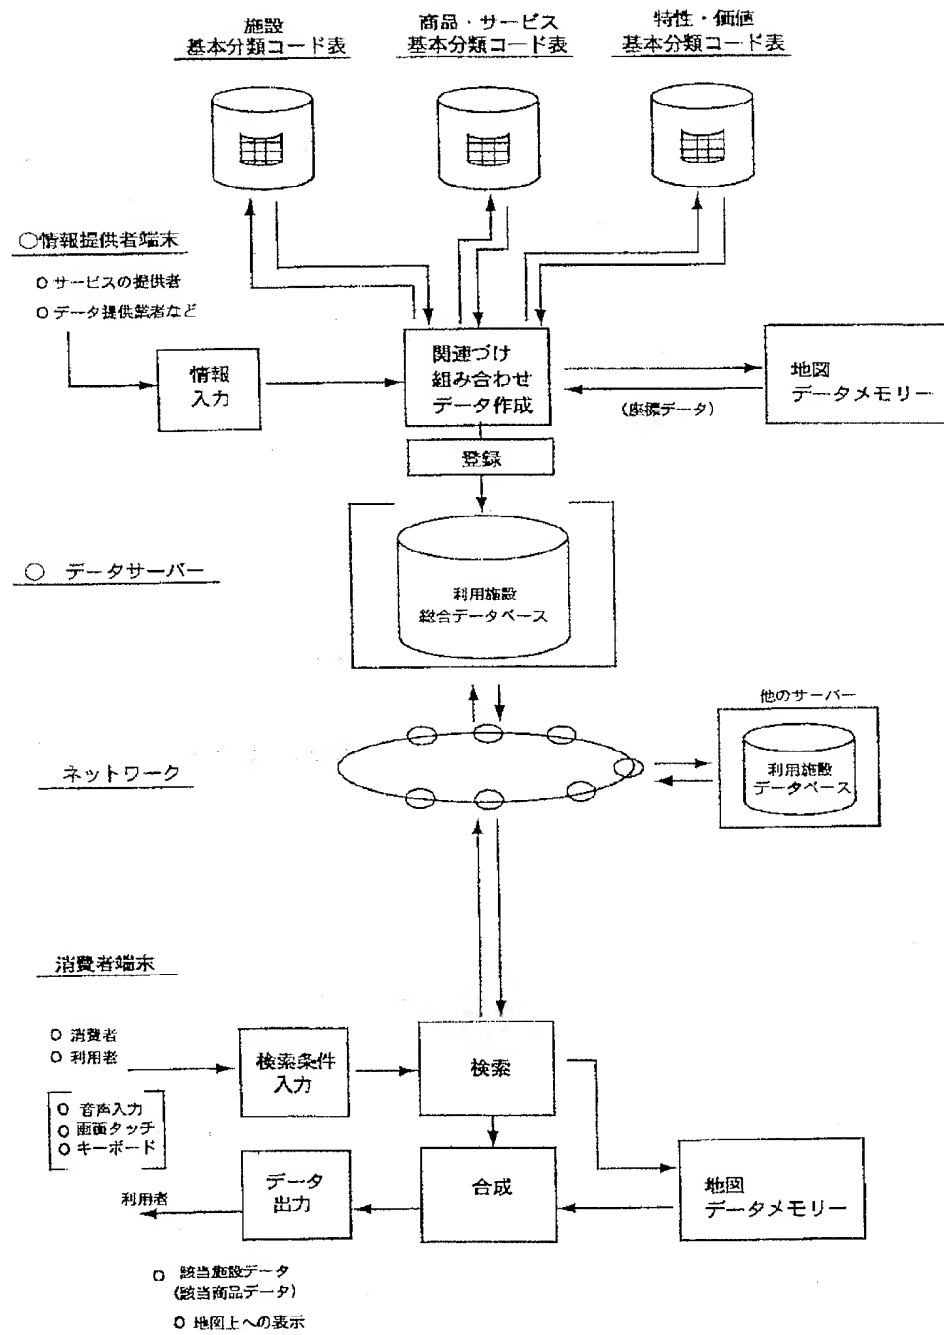 施設
基本分類コード表
商品・サービス
基本分類コード表
特性・価値
基本分類コード表
○情報提供者端末
○ サービスの提供者
○ データ提供業者など
情報
入力
関連づけ
組み合わせ
データ作成
(座標データ)
地図
データメモリー
登録
○ データサーバー
利用施設
総合データベース
他のサーバー
利用施設
データベース
ネットワーク
消費者端末
○ 消費者
○ 利用者
○ 音声入力
○ 画面タッチ
○ キーボード
検索条件
入力
検索
合成
地図
データメモリー
データ
出力
利用者
○ 該当施設データ
(該当商品データ)
○ 地図上への表示